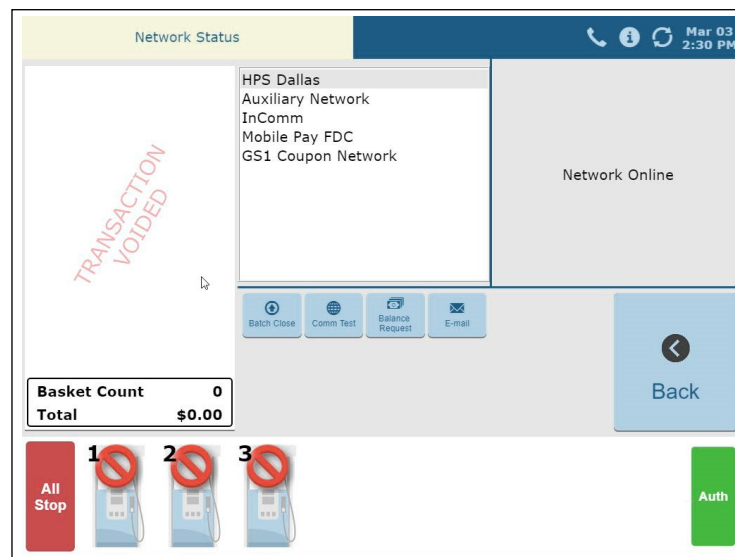 Network Status
Mar 03
2:30 PM
TRANSACTION
VOIDED
HPS Dallas
Auxiliary Network
InComm
Mobile Pay FDC
GS1 Coupon Network
Network Online
Batch Close
Comm Test
Balance
Request
E-mail
Back
Basket Count 0
Total $0.00
All
Stop
1
2
3
Auth